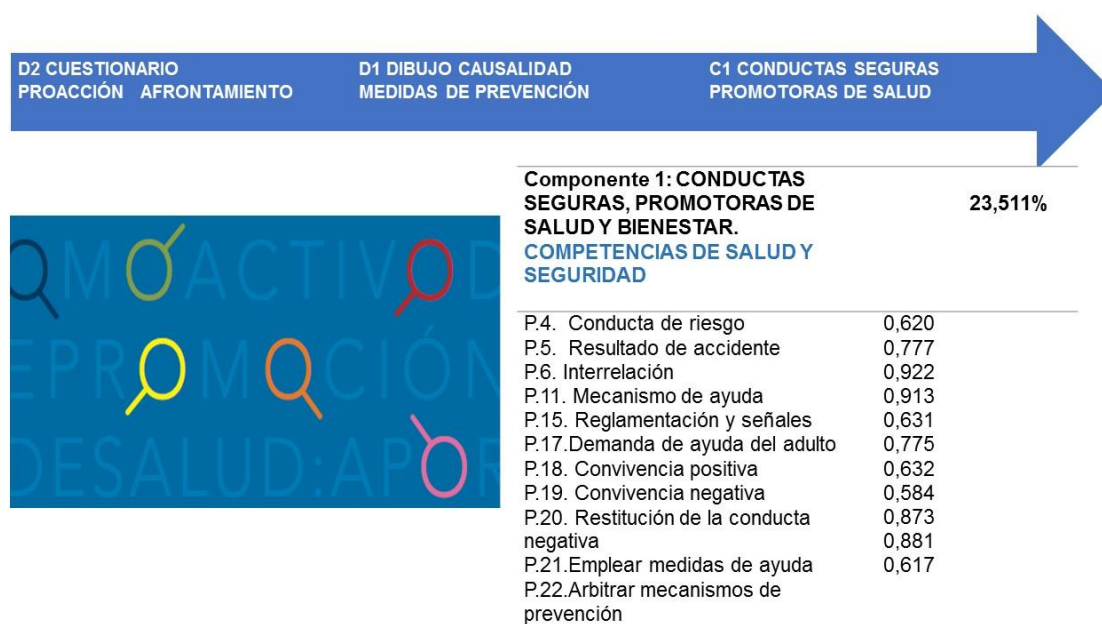 D2 CUESTIONARIO
PROACCIÓN AFRONTAMIENTO
D1 DIBUJO CAUSALIDAD
MEDIDAS DE PREVENCIÓN
C1 CONDUCTAS SEGURAS
PROMOTORAS DE SALUD
OMOACTIVOD
EPROMOCIÓN
DESALUD:APOR
Componente 1: CONDUCTAS
SEGURAS, PROMOTORAS DE
SALUD Y BIENESTAR.
23,511%
COMPETENCIAS DE SALUD Y
SEGURIDAD
P.4. Conducta de riesgo 0,620
P.5. Resultado de accidente 0,777
P.6. Interrelación 0,922
P.11. Mecanismo de ayuda 0,913
P.15. Reglamentación y señales 0,631
P.17.Demanda de ayuda del adulto 0,775
P.18. Convivencia positiva 0,632
P.19. Convivencia negativa 0,584
P.20. Restitución de la conducta 0,873
negativa 0,881
P.21.Emplear medidas de ayuda 0,617
P.22.Arbitrar mecanismos de
prevención